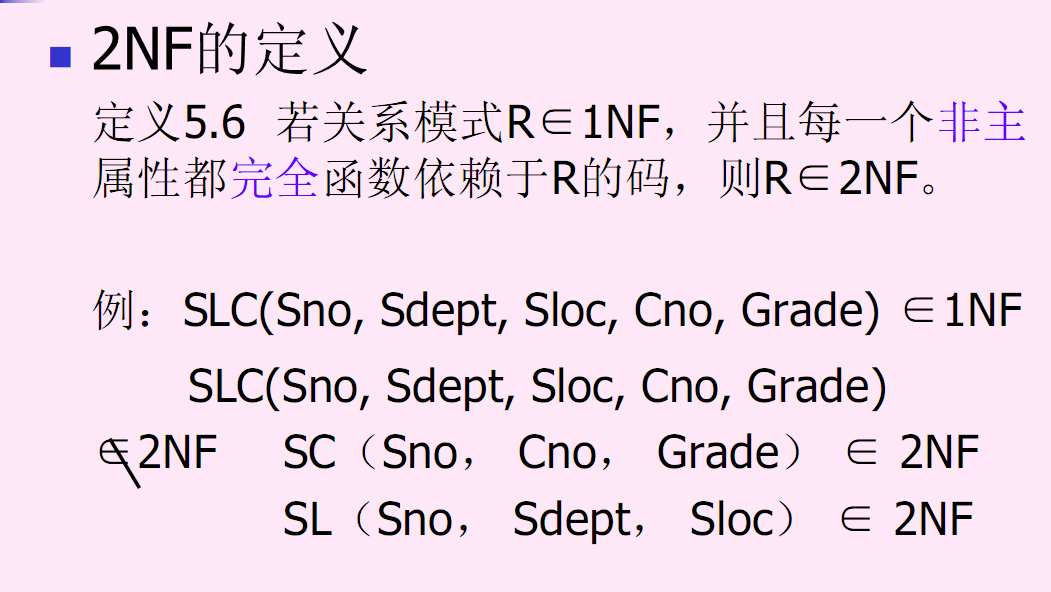 2NF的定义
定义5.6 若关系模式R∈1NF，并且每一个非主
属性都完全函数依赖于R的码，则R∈2NF。
例：SLC(Sno, Sdept, Sloc, Cno, Grade) ∈1NF
SLC(Sno, Sdept, Sloc, Cno, Grade)
∉2NF SC（Sno， Cno， Grade） ∈ 2NF
SL（Sno， Sdept， Sloc） ∈ 2NF